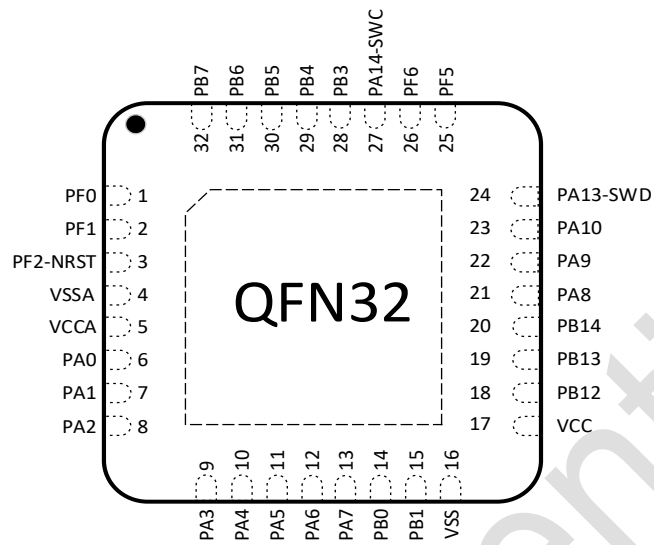 PB7 PB6 PB5 PB4 PB3 PA14-SWC PF6 PF5
32 31 30 29 28 27 26 25
PF0 1 24 PA13-SWD
PF1 2 23 PA10
PF2-NRST 3 22 PA9
VSSA 4 21 PA8
VCCA 5 20 PB14
PA0 6 19 PB13
PA1 7 18 PB12
PA2 8 17 VCC
QFN32
9 10 11 12 13 14 15 16
PA3 PA4 PA5 PA6 PA7 PB0 PB1 VSS